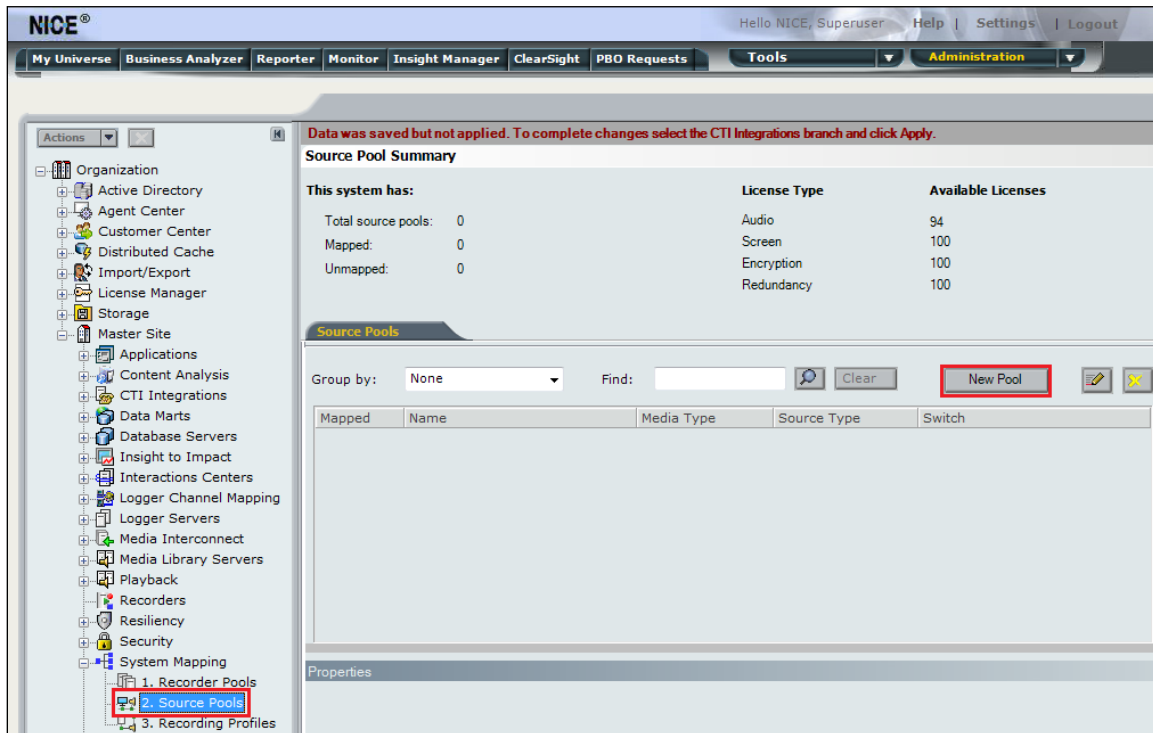 NICE®
Hello NICE, Superuser Help | Settings | Logout
My Universe Business Analyzer Reporter Monitor Insight Manager ClearSight PBO Requests Tools Administration
Actions
Data was saved but not applied. To complete changes select the CTI Integrations branch and click Apply.
Source Pool Summary
Organization
Active Directory
Agent Center
Customer Center
Distributed Cache
Import/Export
License Manager
Storage
Master Site
Applications
Content Analysis
CTI Integrations
Data Marts
Database Servers
Insight to Impact
Interactions Centers
Logger Channel Mapping
Logger Servers
Media Interconnect
Media Library Servers
Playback
Recorders
Resiliency
Security
System Mapping
1. Recorder Pools
2. Source Pools
3. Recording Profiles
This system has:
Total source pools: 0
Mapped: 0
Unmapped: 0
License Type Available Licenses
Audio 94
Screen 100
Encryption 100
Redundancy 100
Source Pools
Group by: None Find: Clear New Pool
Mapped Name Media Type Source Type Switch
Properties